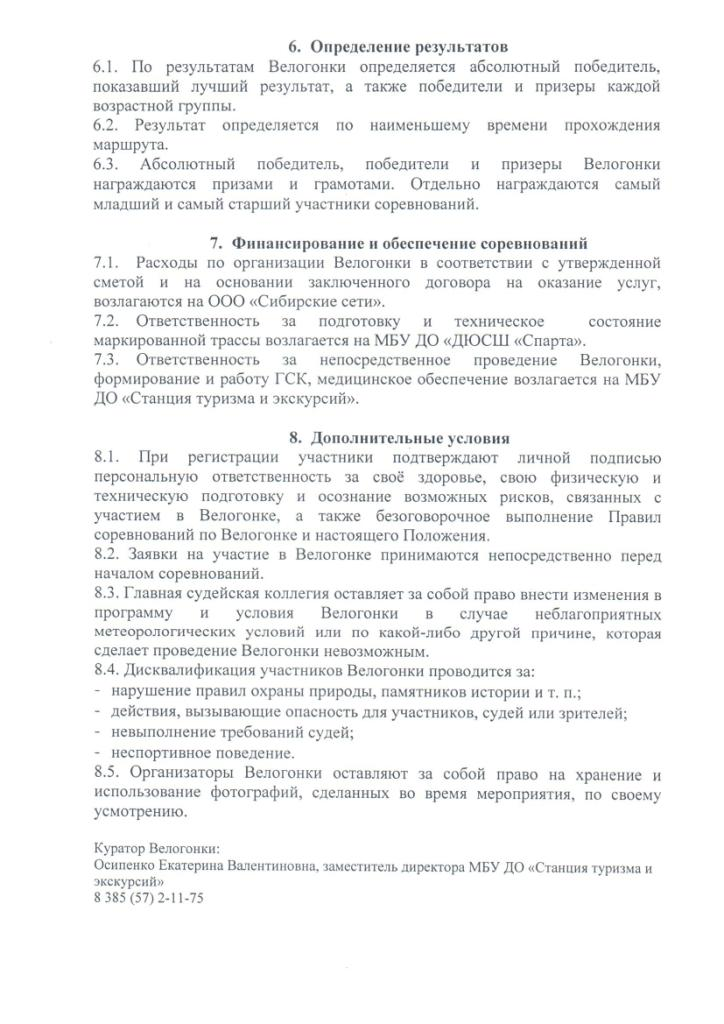 6. Определение результатов
6.1. По результатам Велогонки определяется абсолютный победитель,
показавший лучший результат, а также победители и призеры каждой
возрастной группы.
6.2. Результат определяется по наименьшему времени прохождения
маршрута.
6.3. Абсолютный победитель, победители и призеры Велогонки
награждаются призами и грамотами. Отдельно награждаются самый
младший и самый старший участники соревнований.
7. Финансирование и обеспечение соревнований
7.1. Расходы по организации Велогонки в соответствии с утвержденной
сметой и на основании заключенного договора на оказание услуг,
возлагаются на ООО «Сибирские сети».
7.2. Ответственность за подготовку и техническое состояние
маркированной трассы возлагается на МБУ ДО «ДЮСШ «Спарта».
7.3. Ответственность за непосредственное проведение Велогонки,
формирование и работу ГСК, медицинское обеспечение возлагается на МБУ
ДО «Станция туризма и экскурсий».
8. Дополнительные условия
8.1. При регистрации участники подтверждают личной подписью
персональную ответственность за своё здоровье, свою физическую и
техническую подготовку и осознание возможных рисков, связанных с
участием в Велогонке, а также безоговорочное выполнение Правил
соревнований по Велогонке и настоящего Положения.
8.2. Заявки на участие в Велогонке принимаются непосредственно перед
началом соревнований.
8.3. Главная судейская коллегия оставляет за собой право внести изменения в
программу и условия Велогонки в случае неблагоприятных
метеорологических условий или по какой-либо другой причине, которая
сделает проведение Велогонки невозможным.
8.4. Дисквалификация участников Велогонки проводится за:
- нарушение правил охраны природы, памятников истории и т. п.;
- действия, вызывающие опасность для участников, судей или зрителей;
- невыполнение требований судей;
- неспортивное поведение.
8.5. Организаторы Велогонки оставляют за собой право на хранение и
использование фотографий, сделанных во время мероприятия, по своему
усмотрению.
Куратор Велогонки:
Осипенко Екатерина Валентиновна, заместитель директора МБУ ДО «Станция туризма и
экскурсий»
8 385 (57) 2-11-75